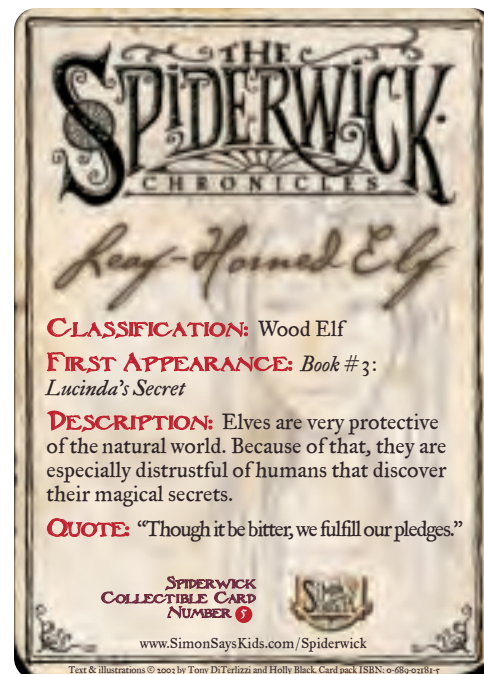 THE
SPIDERWICK
CHRONICLES
Leaf-Horned Elf
CLASSIFICATION: Wood Elf
FIRST APPEARANCE: Book #3:
Lucinda's Secret
DESCRIPTION: Elves are very protective
of the natural world. Because of that, they are
especially distrustful of humans that discover
their magical secrets.
QUOTE: “Though it be bitter, we fulfill our pledges.”
SPIDERWICK
COLLECTIBLE CARD
NUMBER 5
www.SimonSaysKids.com/Spiderwick
Text & illustrations © 2003 by Tony DiTerlizzi and Holly Black. Card pack ISBN: 0-689-02181-5